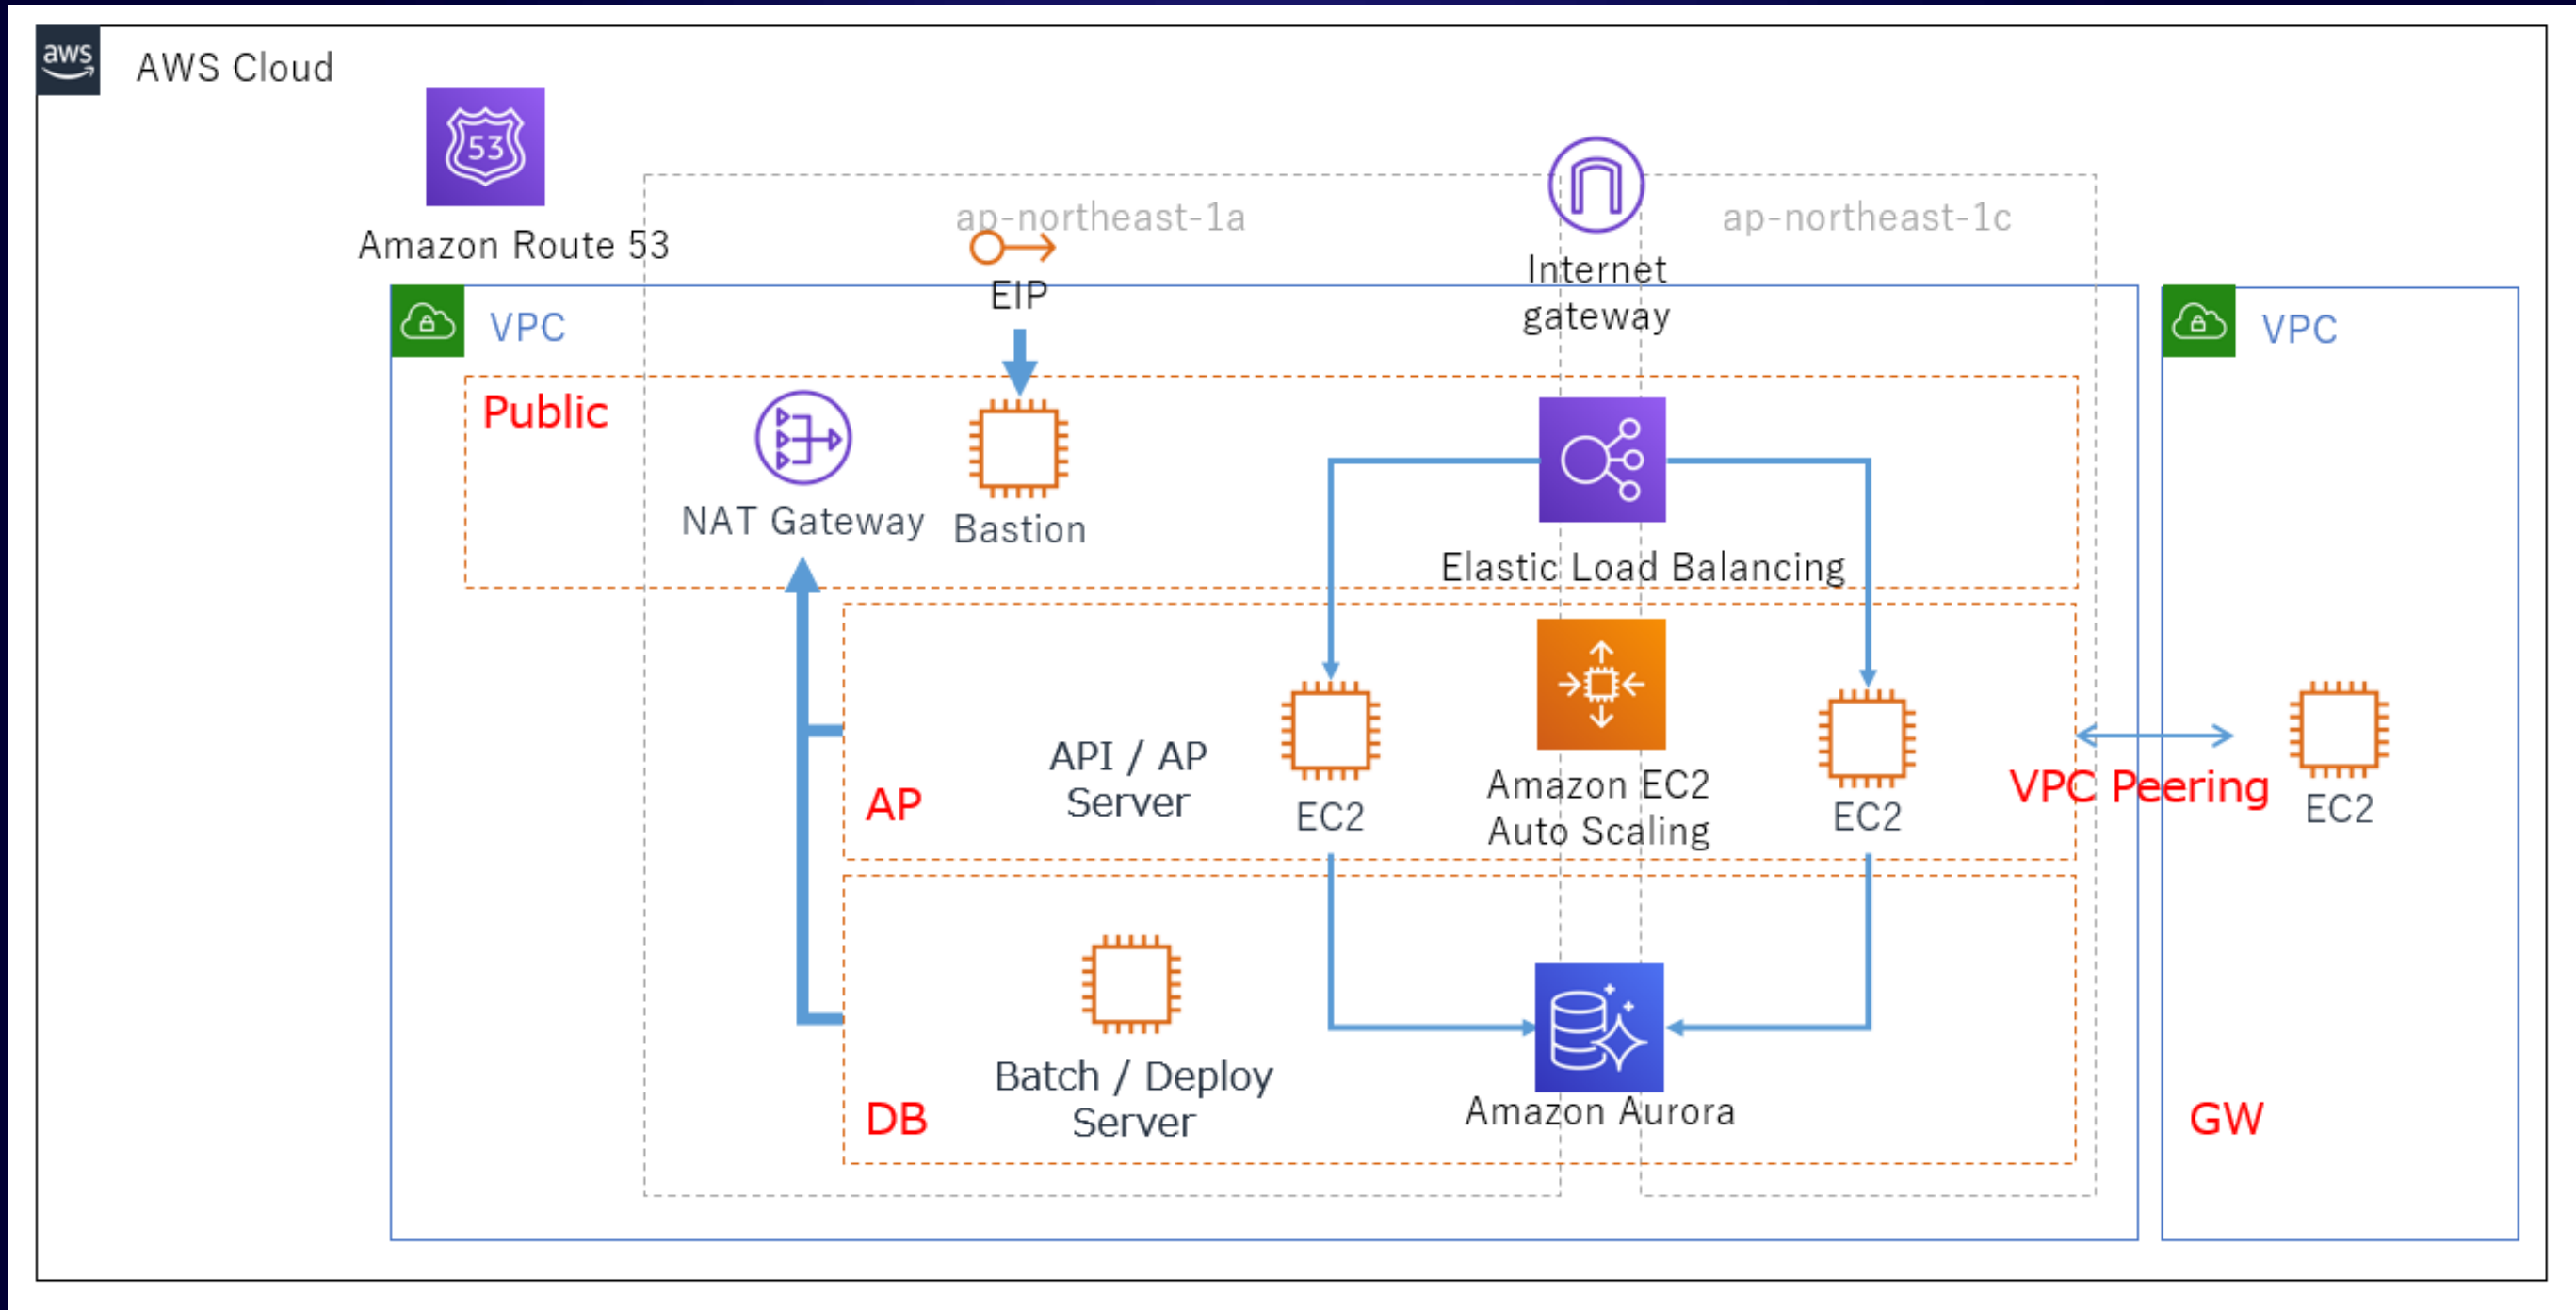 aws
AWS Cloud
53
Amazon Route 53
ap-northeast-1a
ap-northeast-1c
EIP
Internet
gateway
VPC
VPC
Public
NAT Gateway
Bastion
Elastic Load Balancing
API / AP
Server
AP
EC2
Amazon EC2
Auto Scaling
EC2
VPC Peering
EC2
Batch / Deploy
Server
DB
Amazon Aurora
GW